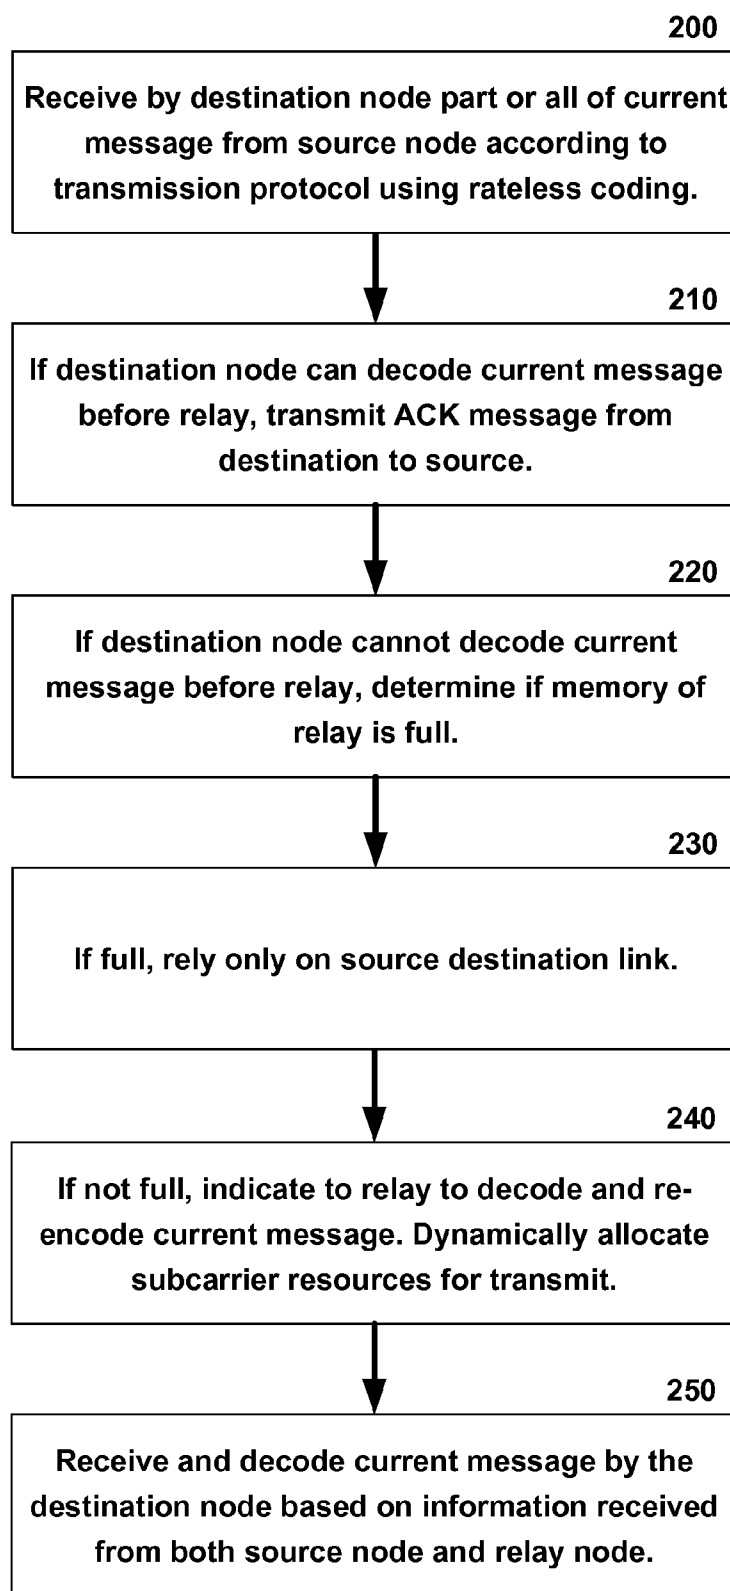 200
Receive by destination node part or all of current
message from source node according to
transmission protocol using rateless coding.
210
If destination node can decode current message
before relay, transmit ACK message from
destination to source.
220
If destination node cannot decode current
message before relay, determine if memory of
relay is full.
230
If full, rely only on source destination link.
240
If not full, indicate to relay to decode and re-
encode current message. Dynamically allocate
subcarrier resources for transmit.
250
Receive and decode current message by the
destination node based on information received
from both source node and relay node.